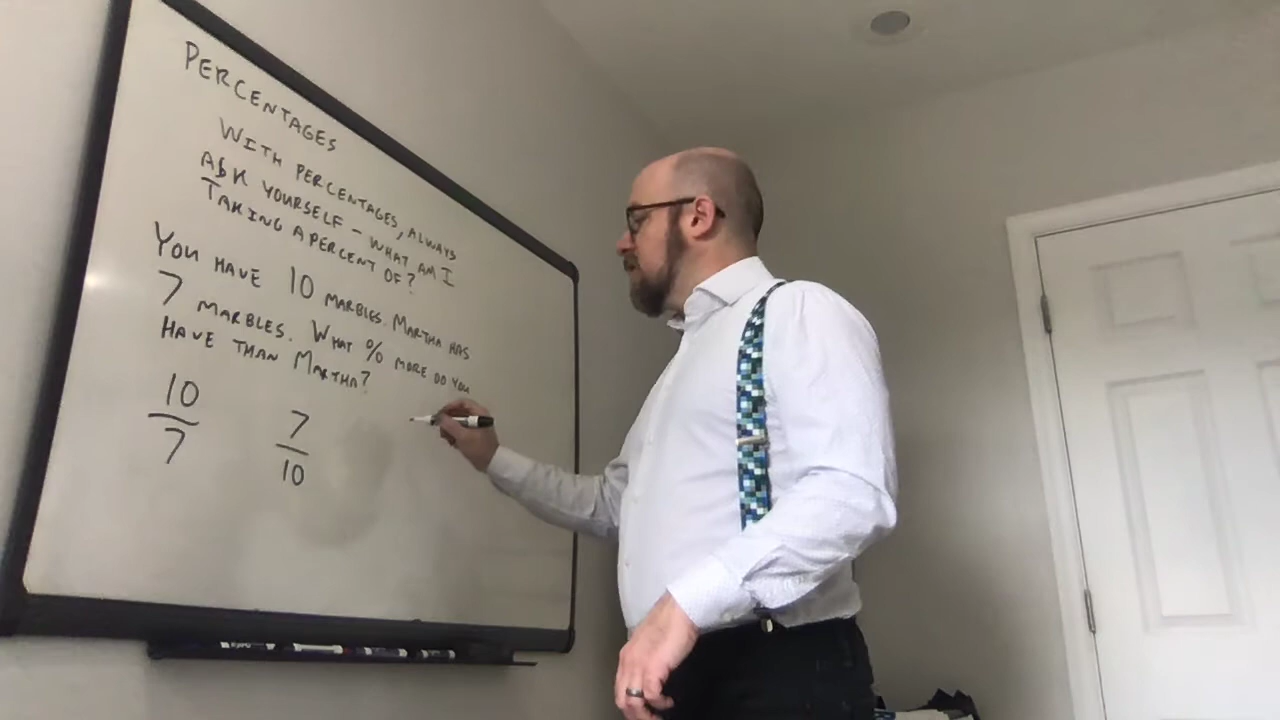 PERCENTAGES
WITH PERCENTAGES, ALWAYS
ASK YOURSELF - WHAT AM I
TAKING A PERCENT OF?
YOU HAVE 10 MARBLES. MARTHA HAS
7 MARBLES. WHAT % MORE DO YOU
HAVE THAN MARTHA?
10
7
7
10
EXPO